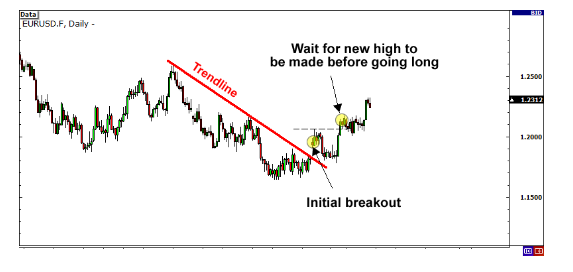 Data
BID
EURUSD.F, Daily -
Wait for new high to
be made before going long
Trendline
1.2500
1.2312
1.2000
1.1500
Initial breakout